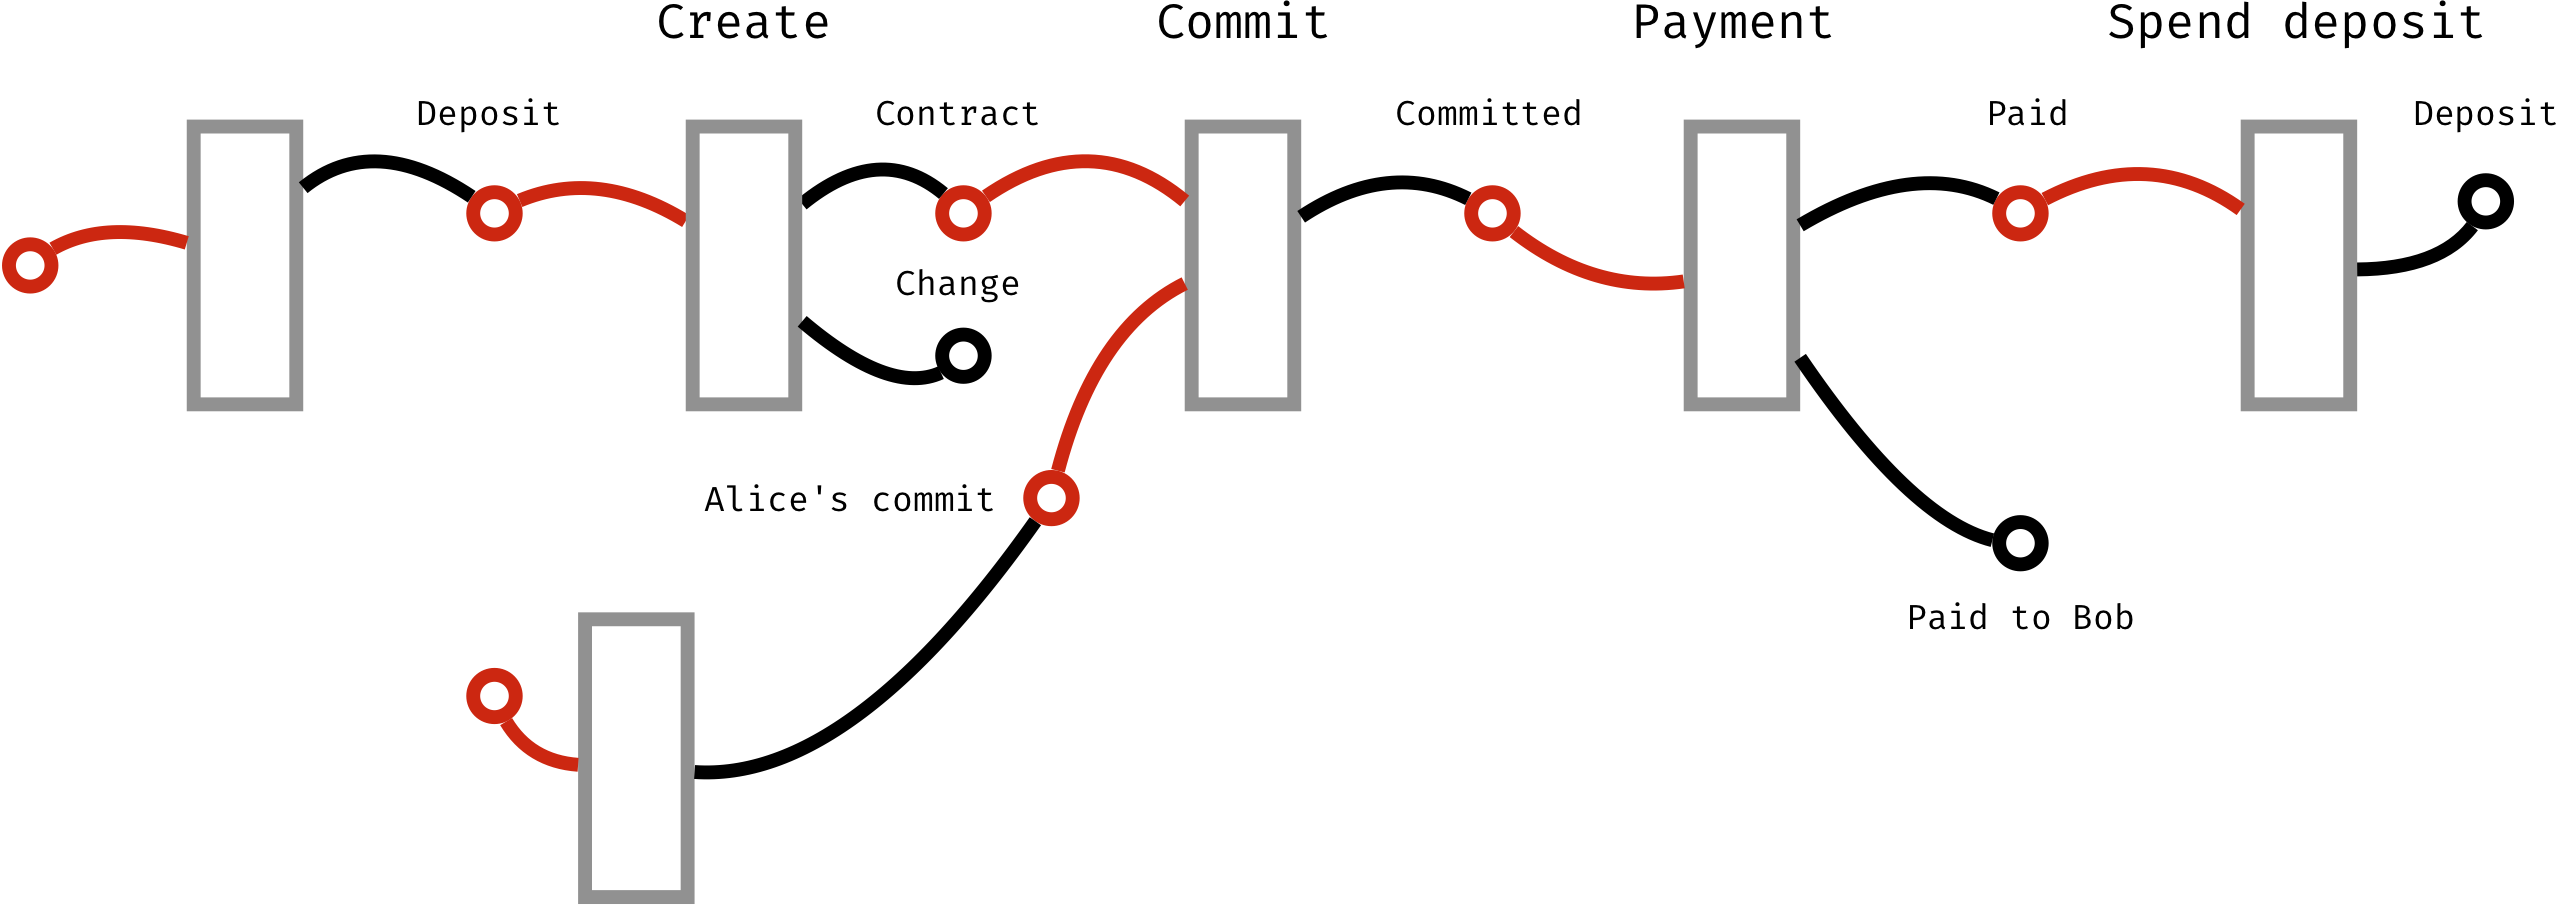 Create
Commit
Payment
Spend deposit
Deposit
Contract
Committed
Paid
Deposit
Change
Alice's commit
Paid to Bob